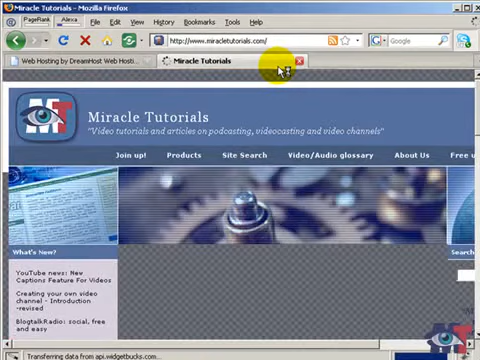 Miracle Tutorials - Mozilla Firefox
PageRank Alexa File Edit View History Bookmarks Tools Help
http://www.miracletutorials.com/ Google
Web Hosting by DreamHost Web Hosti... Miracle Tutorials
MT
Miracle Tutorials
"Video tutorials and articles on podcasting, videocasting and video channels"
Join up! Products Site Search Video/Audio glossary About Us Free u
What's New? Search
YouTube news: New
Captions Feature For Videos
Creating your own video
channel - Introduction
-revised
BlogtalkRadio: social, free
and easy
Transferring data from api.widgetbucks.com...